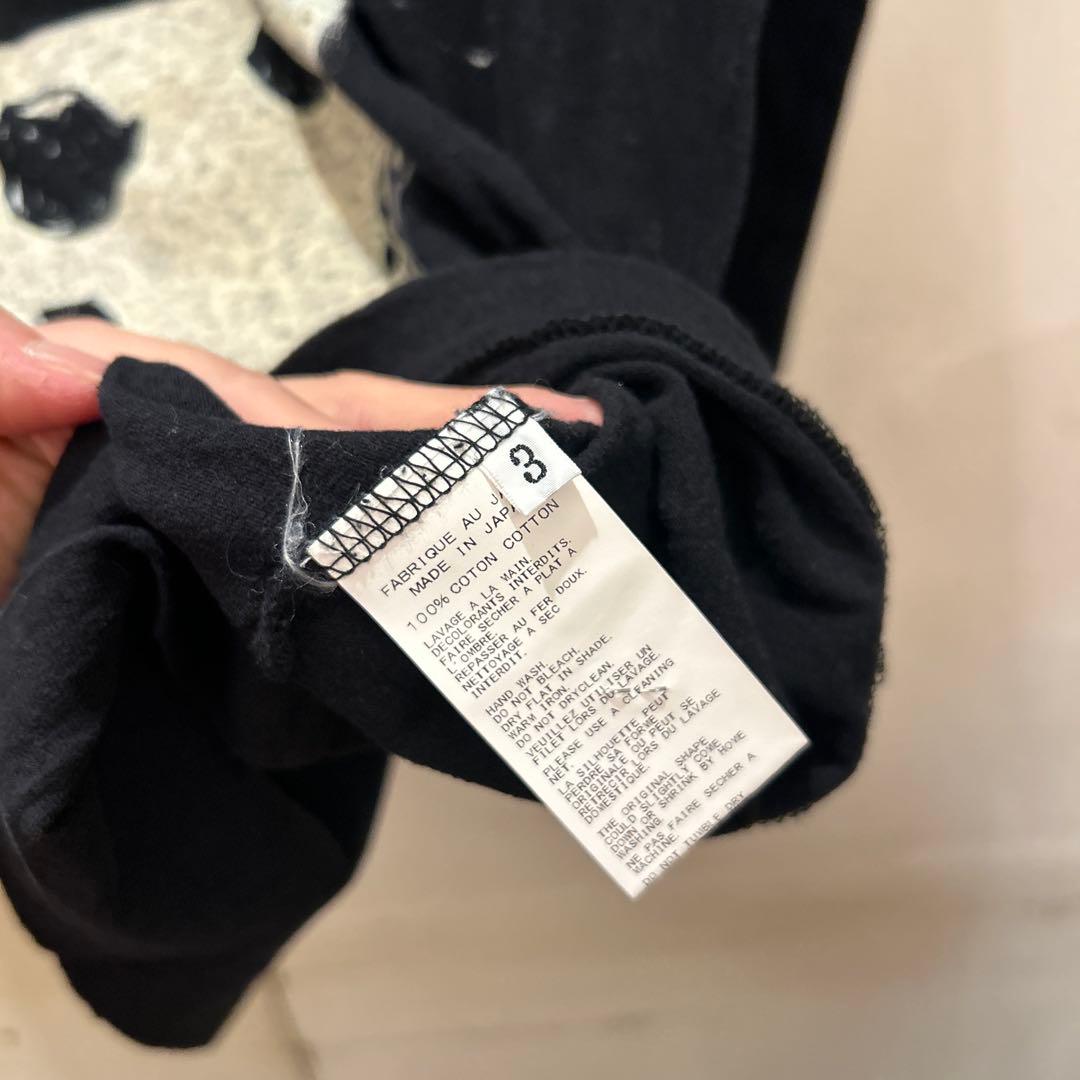 3
FABRIQUE AU JA
MADE IN JAPA
100% COTON COTTON
LAVAGE A LA MAIN.
DECOLORANTS INTERDITS.
FAIRE SECHER A PLAT A
L'OMBRE.
REPASSER AU FER DOUX.
NETTOYAGE A SEC
INTERDIT.
HAND WASH.
DO NOT BLEACH.
DRY FLAT IN SHADE.
WARM IRON.
DO NOT DRYCLEAN.
VEUILLEZ UTILISER UN
FILET LORS DU LAVAGE.
PLEASE USE A CLEANING
NET.
LA SILHOUETTE PEUT
PERDRE SA FORME
ORIGINALE OU PEUT SE
RETRECIR LORS DU LAVAGE
DOMESTIQUE.
THE ORIGINAL SHAPE
COULD SLIGHTLY COME
DOWN OR SHRINK BY HOME
WASHING.
NE PAS FAIRE SECHER A
MACHINE.
DO NOT TUMBLE DRY